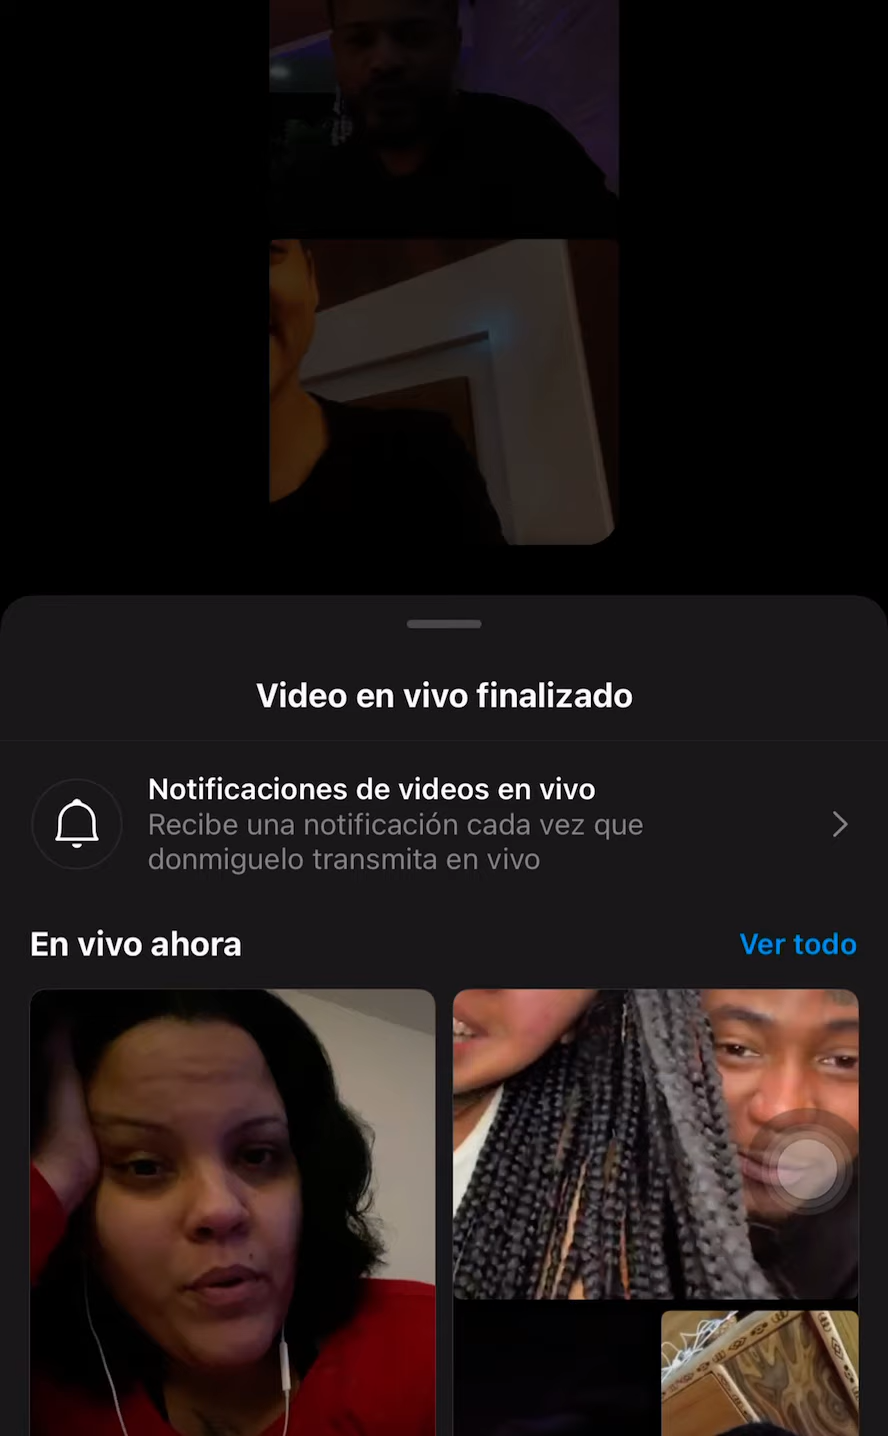 Video en vivo finalizado
Notificaciones de videos en vivo
Recibe una notificación cada vez que
donmiguelo transmita en vivo
En vivo ahora
Ver todo